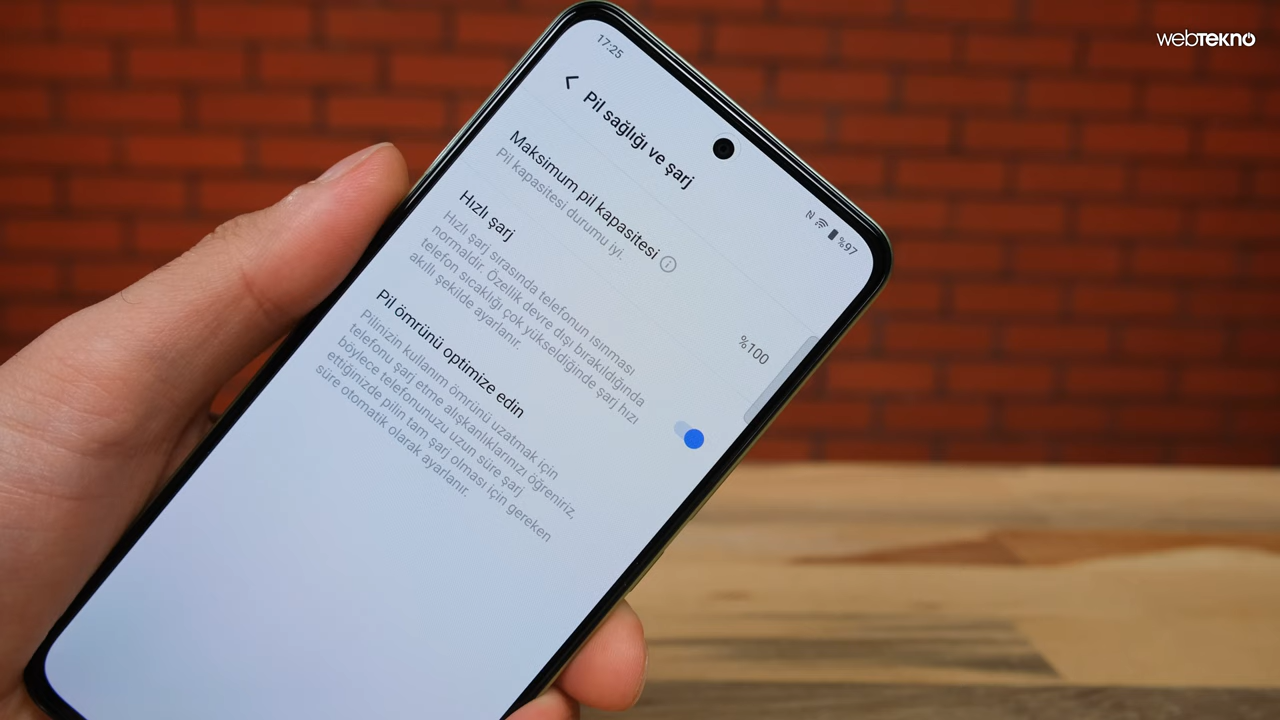 webTEKNO
17:25
N %97
Pil sağlığı ve şarj
Maksimum pil kapasitesi
Pil kapasitesi durumu iyi.
%100
Hızlı şarj
Hızlı şarj sırasında telefonun ısınması
normaldir. Özellik devre dışı bırakıldığında
telefon sıcaklığı çok yükseldiğinde şarj hızı
akıllı şekilde ayarlanır.
Pil ömrünü optimize edin
Pilinizin kullanım ömrünü uzatmak için
telefonu şarj etme alışkanlıklarınızı öğreniriz,
böylece telefonunuzu uzun süre şarj
ettiğinizde pilin tam şarj olması için gereken
süre otomatik olarak ayarlanır.